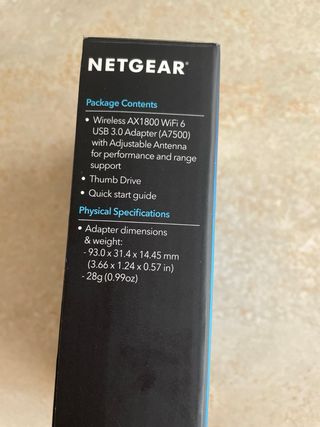 NETGEAR®
Package Contents
• Wireless AX1800 WiFi 6
USB 3.0 Adapter (A7500)
with Adjustable Antenna
for performance and range
support
• Thumb Drive
• Quick start guide
Physical Specifications
• Adapter dimensions
& weight:
- 93.0 x 31.4 x 14.45 mm
(3.66 x 1.24 x 0.57 in)
- 28g (0.99oz)